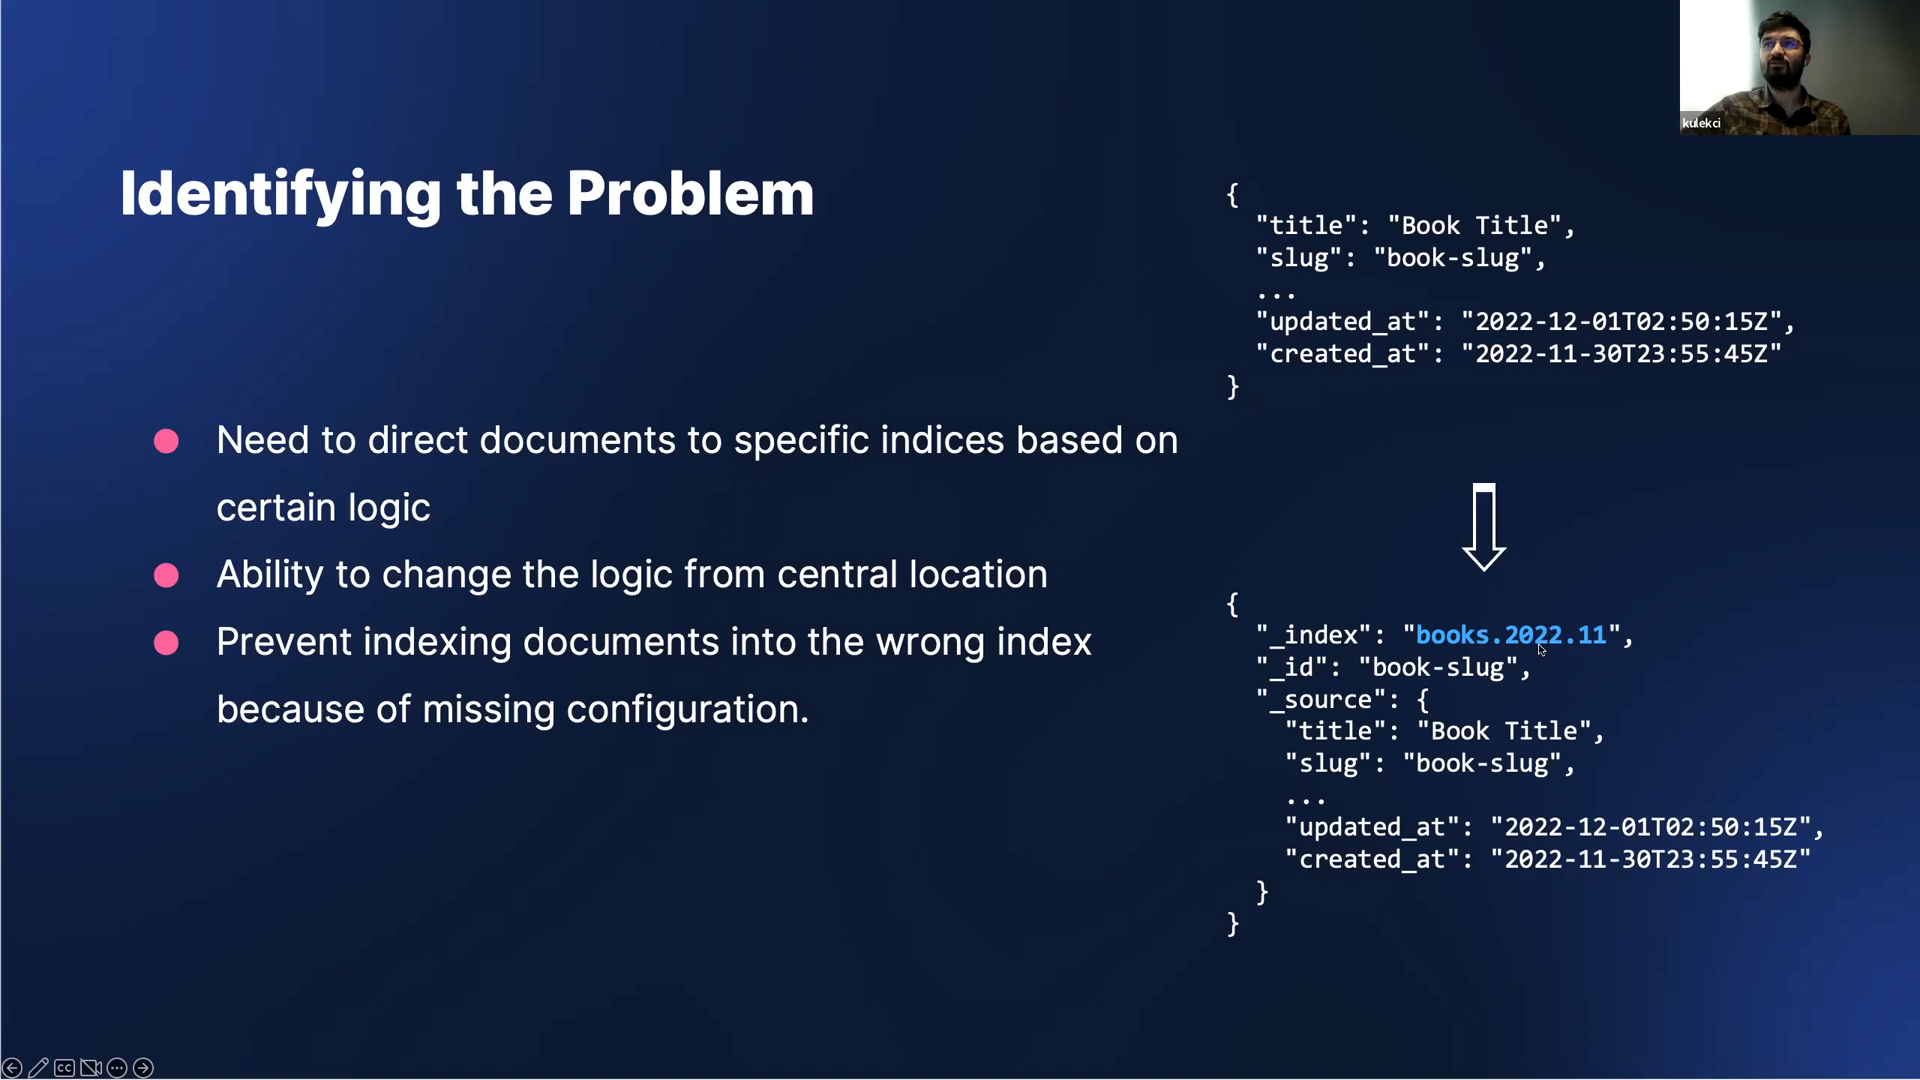 kulekci
Identifying the Problem
Need to direct documents to specific indices based on
certain logic
Ability to change the logic from central location
Prevent indexing documents into the wrong index
because of missing configuration.
{
"title": "Book Title",
"slug": "book-slug",
...
"updated_at": "2022-12-01T02:50:15Z",
"created_at": "2022-11-30T23:55:45Z"
}
{
"_index": "books.2022.11",
"_id": "book-slug",
"_source": {
"title": "Book Title",
"slug": "book-slug",
...
"updated_at": "2022-12-01T02:50:15Z",
"created_at": "2022-11-30T23:55:45Z"
}
}
CC